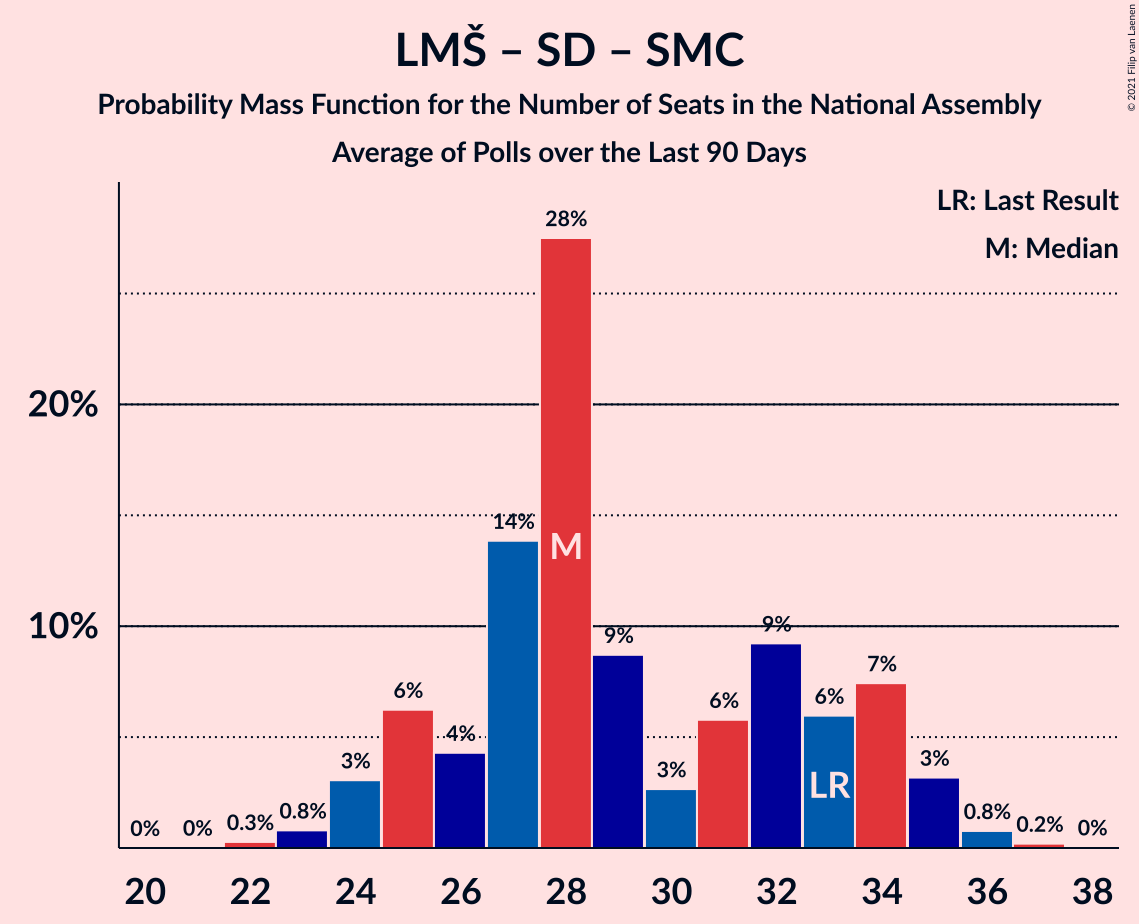 LMŠ – SD – SMC
Probability Mass Function for the Number of Seats in the National Assembly
Average of Polls over the Last 90 Days
© 2021 Filip van Laenen
LR: Last Result
M: Median
20%
10%
0% 0% 0.3% 0.8% 3% 6% 4% 14% 28% 9% 3% 6% 9% 6% 7% 3% 0.8% 0.2% 0%
M
LR
20 22 24 26 28 30 32 34 36 38